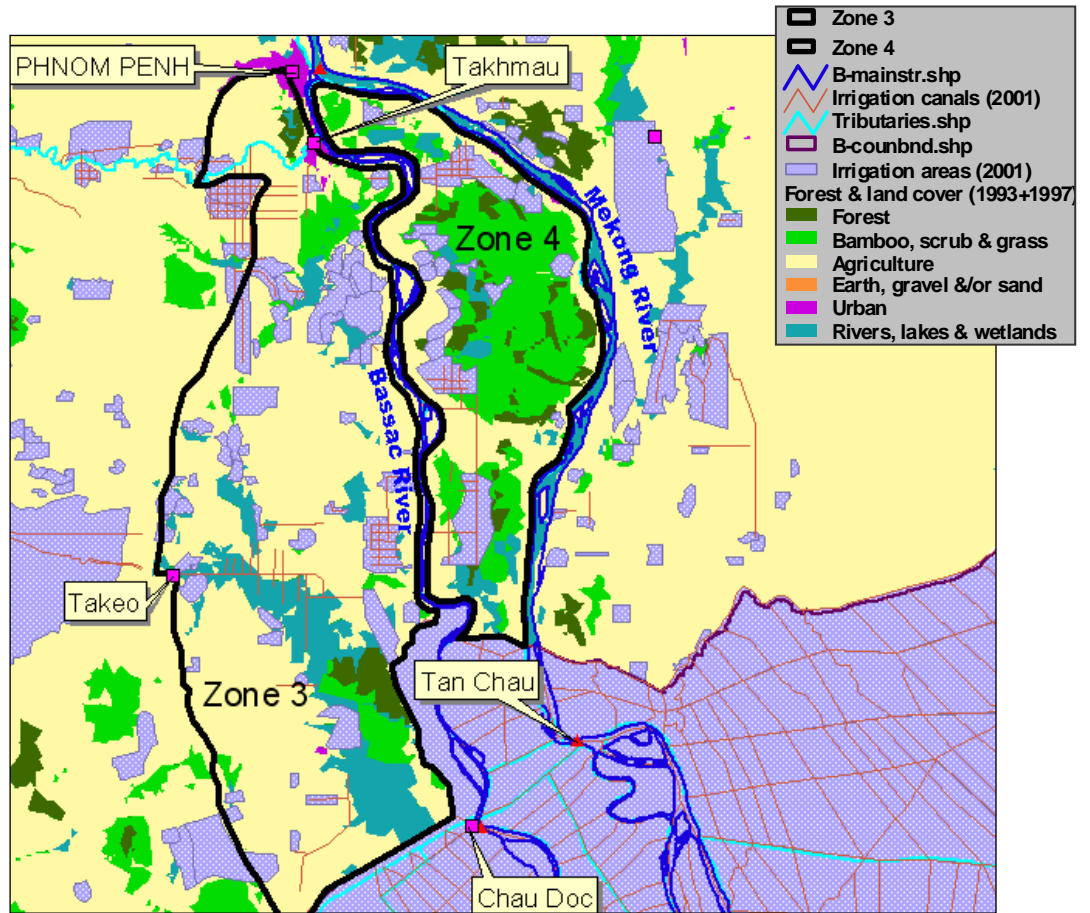 Zone 3
Zone 4
B-mainstr.shp
Irrigation canals (2001)
Tributaries.shp
B-counbnd.shp
Irrigation areas (2001)
Forest & land cover (1993+1997)
Forest
Bamboo, scrub & grass
Agriculture
Earth, gravel &/or sand
Urban
Rivers, lakes & wetlands
PHNOM PENH
Takhmau
Zone 4
Mekong River
Bassac River
Takeo
Zone 3
Tan Chau
Chau Doc